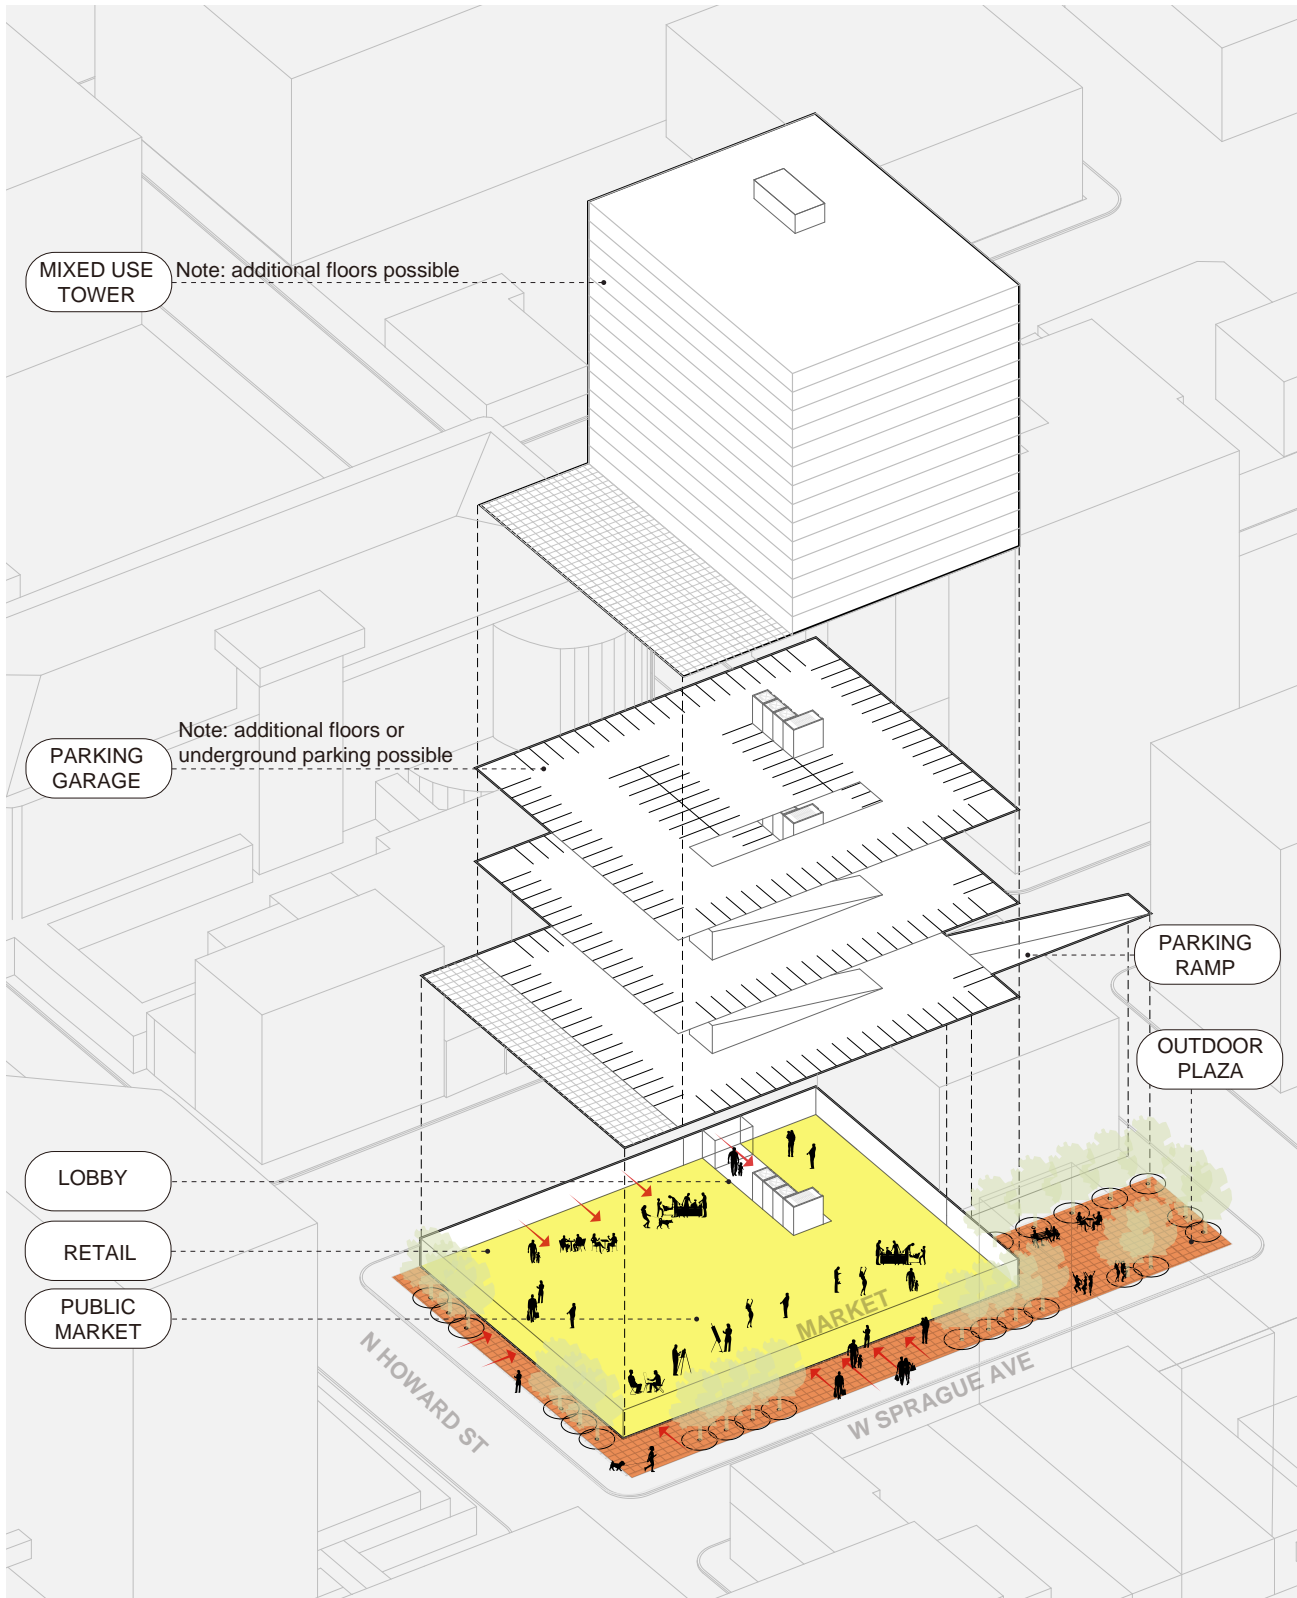 MIXED USE
TOWER
Note: additional floors possible
Note: additional floors or
underground parking possible
PARKING
GARAGE
PARKING
RAMP
OUTDOOR
PLAZA
LOBBY
RETAIL
PUBLIC
MARKET
MARKET
N HOWARD ST
W SPRAGUE AVE